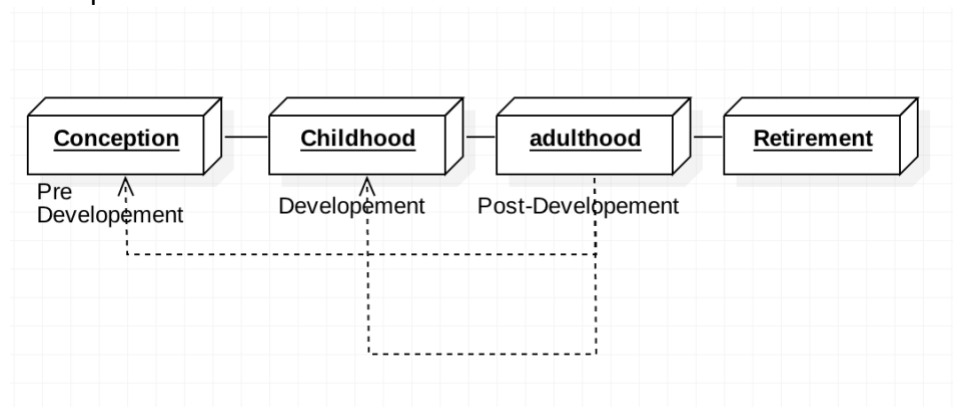 Conception
Childhood
adulthood
Retirement
Pre
Developement
Developement
Post-Developement